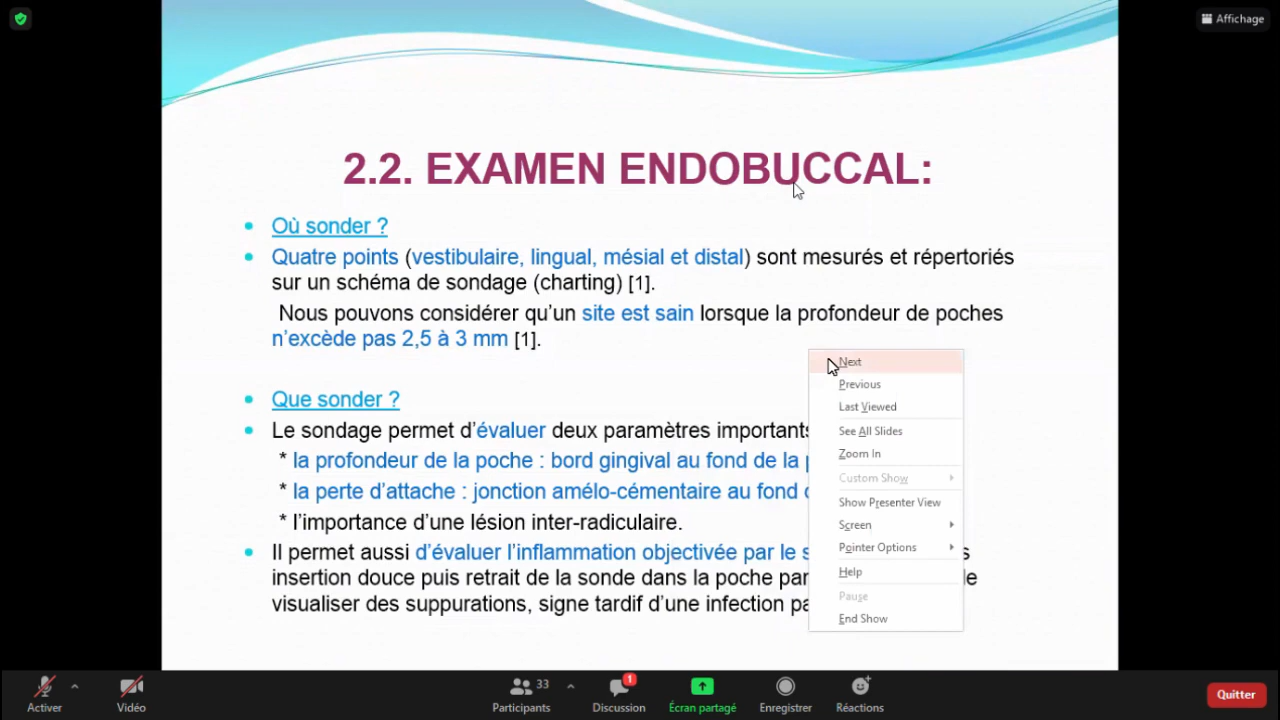 Affichage
2.2. EXAMEN ENDOBUCCAL:
Où sonder ?
Quatre points (vestibulaire, lingual, mésial et distal) sont mesurés et répertoriés
sur un schéma de sondage (charting) [1].
Nous pouvons considérer qu'un site est sain lorsque la profondeur de poches
n'excède pas 2,5 à 3 mm [1].
Que sonder ?
Le sondage permet d'évaluer deux paramètres importants
* la profondeur de la poche : bord gingival au fond de la
* la perte d'attache : jonction amélo-cémentaire au fond
* l'importance d'une lésion inter-radiculaire.
Il permet aussi d'évaluer l'inflammation objectivée par le
insertion douce puis retrait de la sonde dans la poche
visualiser des suppurations, signe tardif d'une infection
Next
Previous
Last Viewed
See All Slides
Zoom In
Custom Show
Show Presenter View
Screen
Pointer Options
Help
Pause
End Show
Activer
Vidéo
33
Participants
1
Discussion
Écran partagé
Enregistrer
Réactions
Quitter